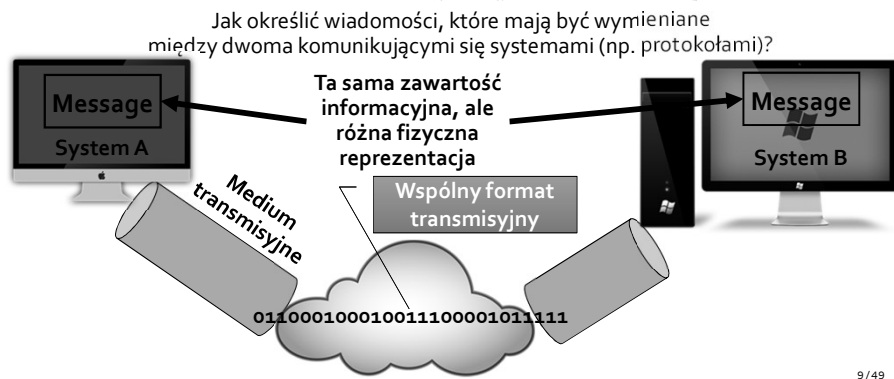 Jak określić wiadomości, które mają być wymieniane
między dwoma komunikującymi się systemami (np. protokołami)?
Message
System A
Ta sama zawartość
informacyjna, ale
różna fizyczna
reprezentacja
Message
System B
Medium
transmisyjne
Wspólny format
transmisyjny
0110001000100111100001011111
9/49